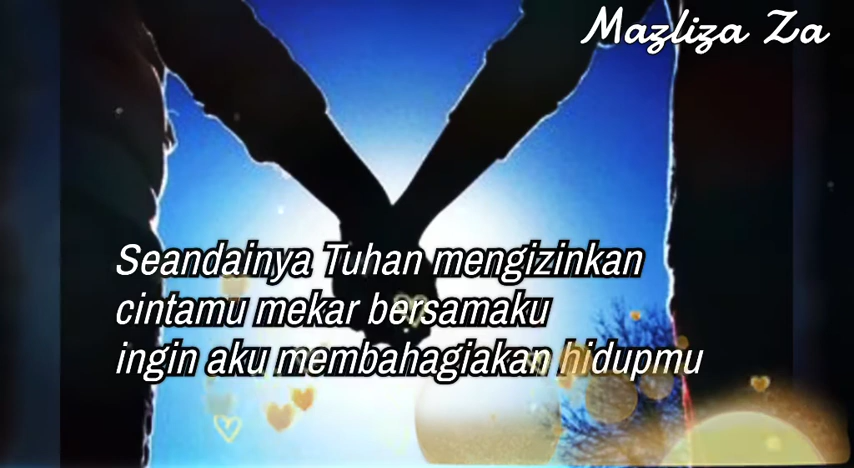 Mazliza Za
Seandainya Tuhan mengizinkan
cintamu mekar bersamaku
ingin aku membahagiakan hidupmu